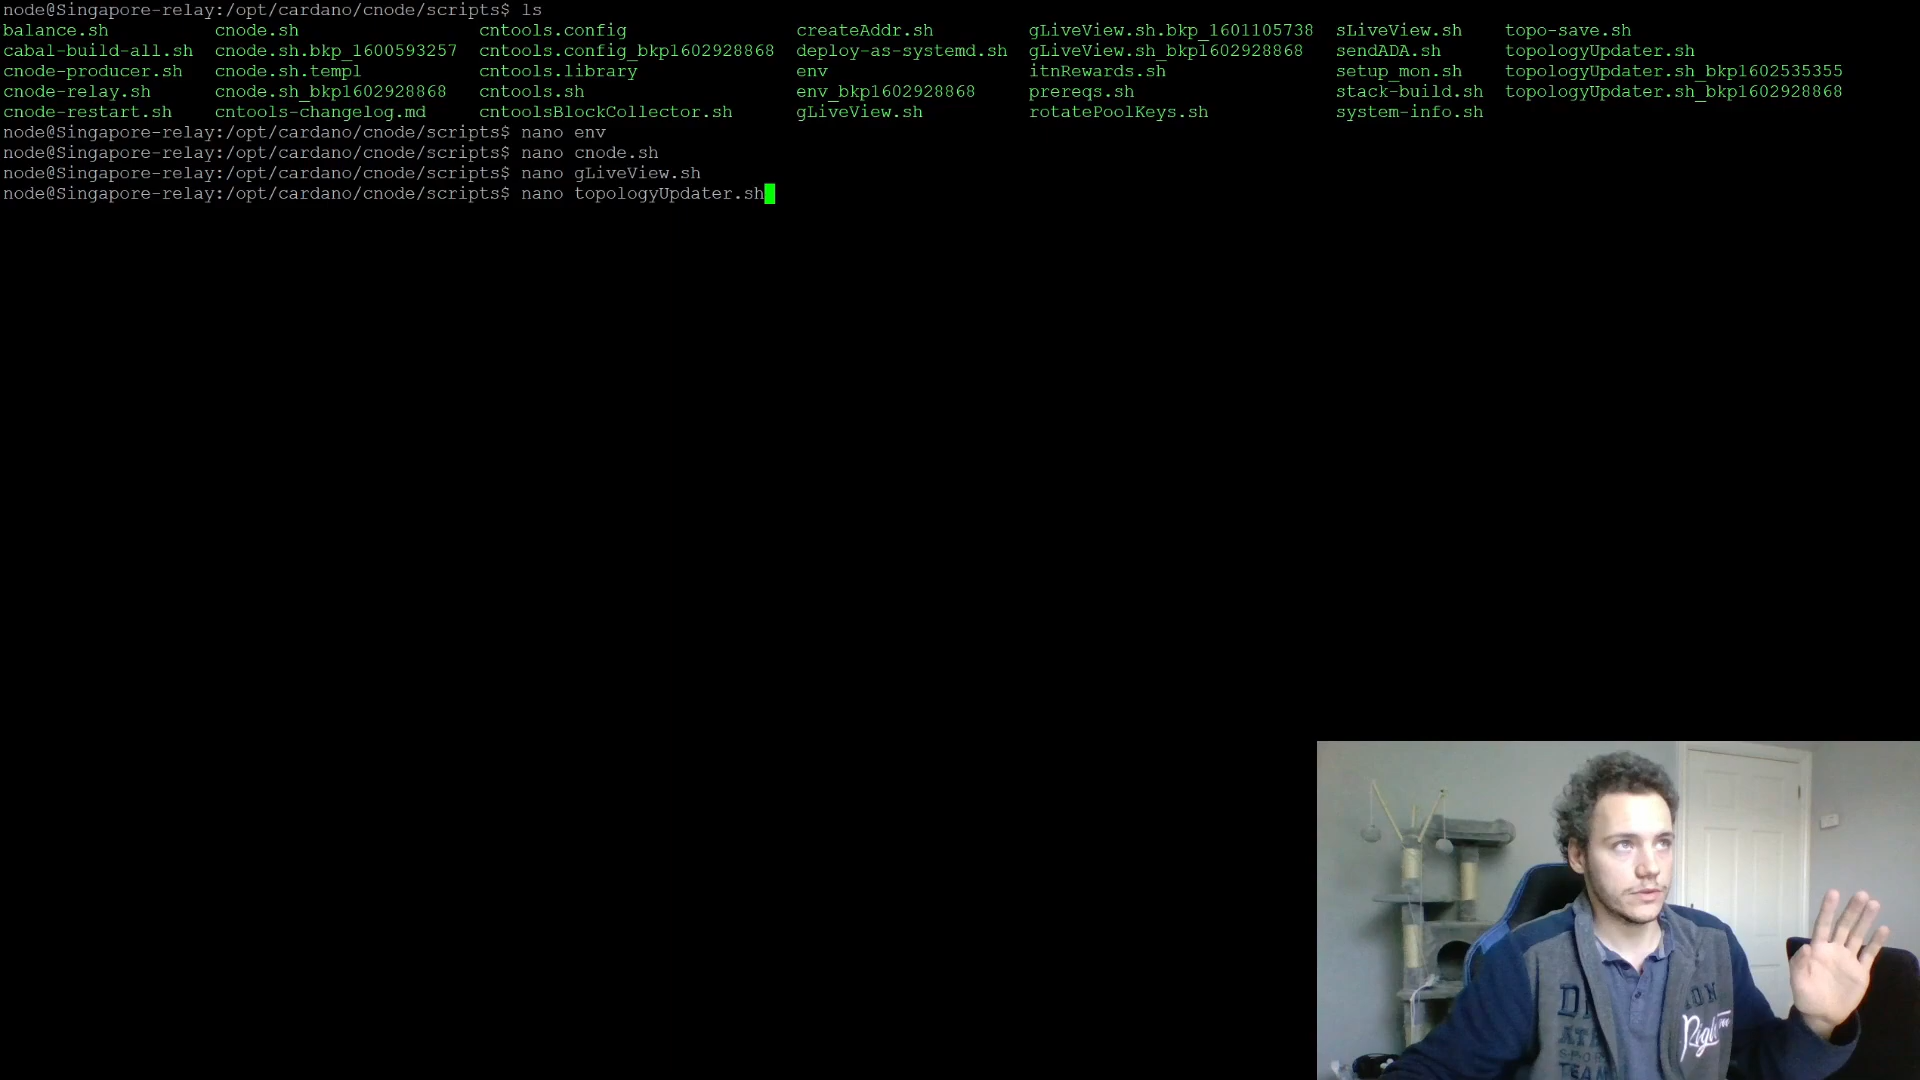 node@Singapore-relay:/opt/cardano/cnode/scripts$ ls
balance.sh cnode.sh cntools.config createAddr.sh gLiveView.sh.bkp_1601105738 sLiveView.sh topo-save.sh
cabal-build-all.sh cnode.sh.bkp_1600593257 cntools.config_bkp1602928868 deploy-as-systemd.sh gLiveView.sh_bkp1602928868 sendADA.sh topologyUpdater.sh
cnode-producer.sh cnode.sh.templ cntools.library env itnRewards.sh setup_mon.sh topologyUpdater.sh_bkp1602535355
cnode-relay.sh cnode.sh_bkp1602928868 cntools.sh env_bkp1602928868 prereqs.sh stack-build.sh topologyUpdater.sh_bkp1602928868
cnode-restart.sh cntools-changelog.md cntoolsBlockCollector.sh gLiveView.sh rotatePoolKeys.sh system-info.sh
node@Singapore-relay:/opt/cardano/cnode/scripts$ nano env
node@Singapore-relay:/opt/cardano/cnode/scripts$ nano cnode.sh
node@Singapore-relay:/opt/cardano/cnode/scripts$ nano gLiveView.sh
node@Singapore-relay:/opt/cardano/cnode/scripts$ nano topologyUpdater.sh
TEAM